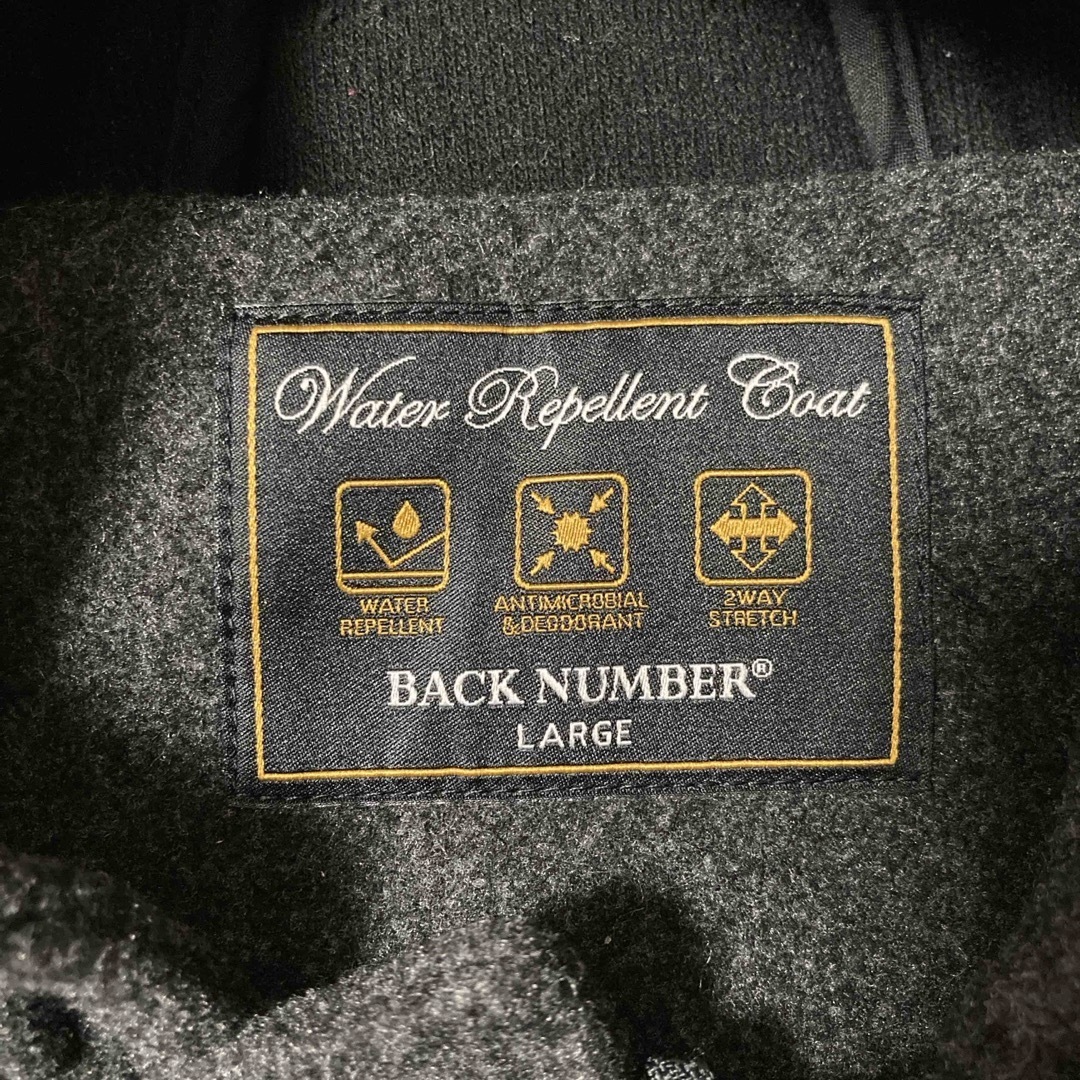 Water Repellent Coat
WATER
REPELLENT
ANTIMICROBIAL
&DEODORANT
2WAY
STRETCH
BACK NUMBER®
LARGE